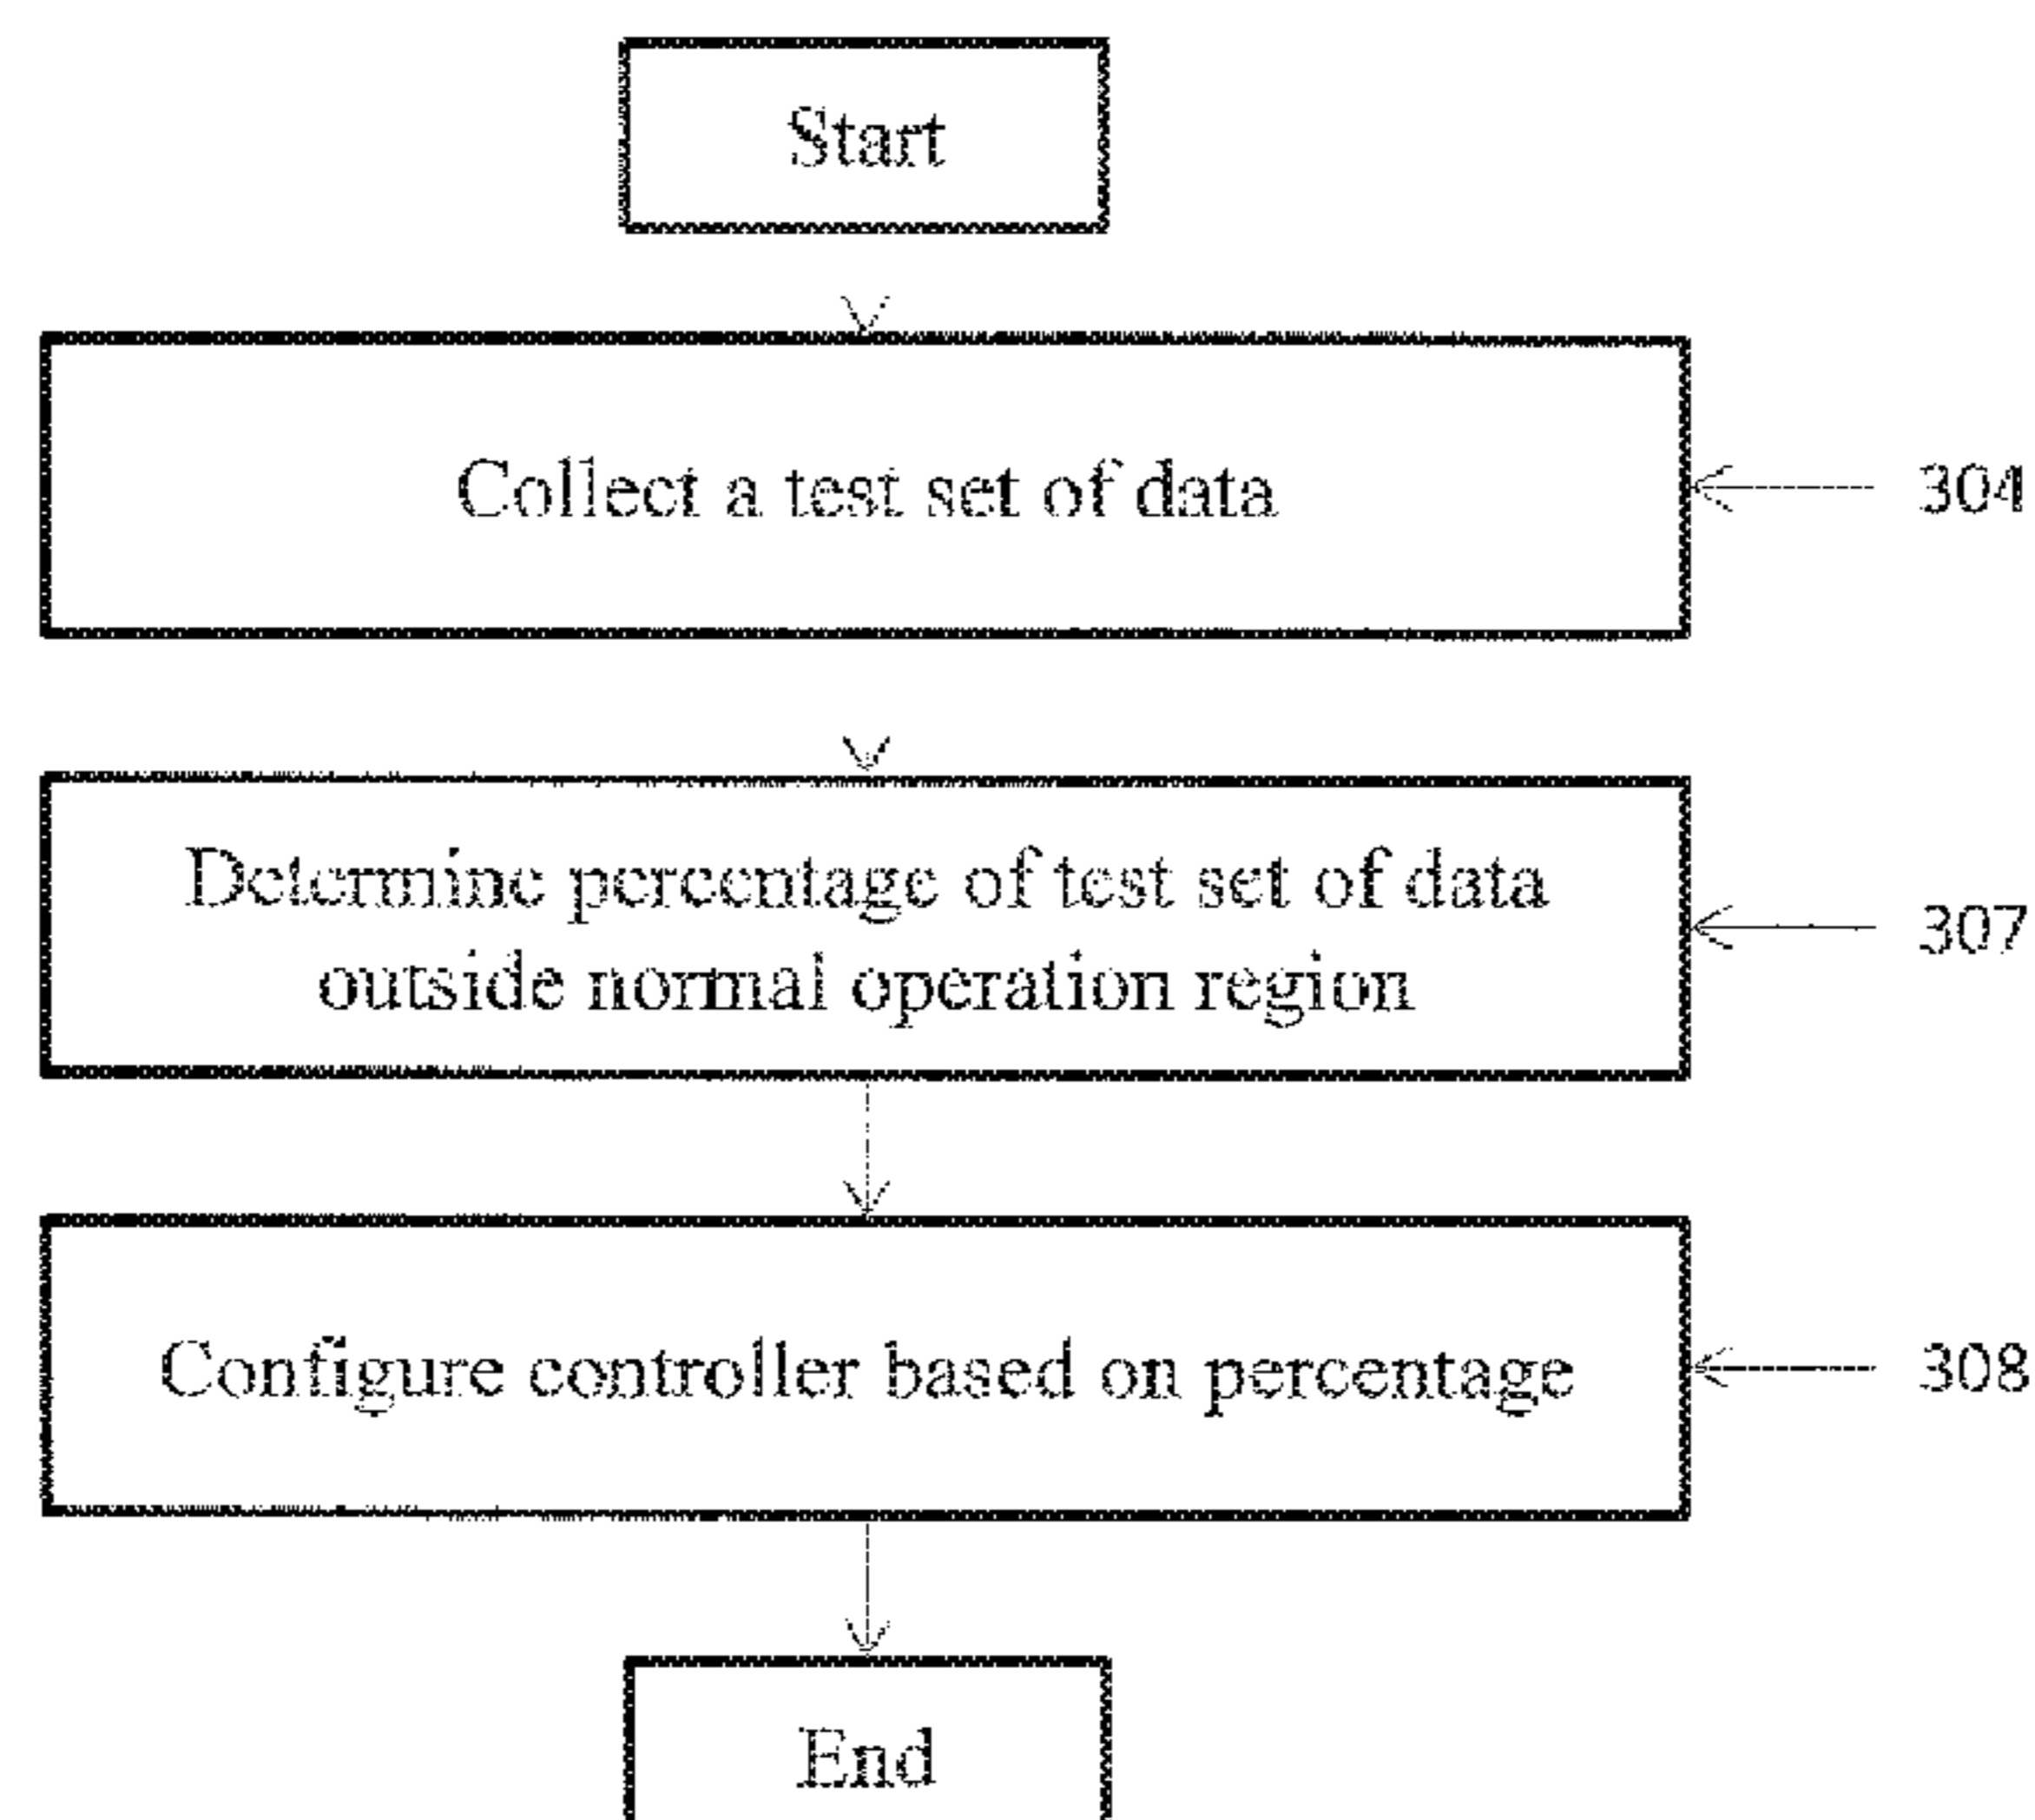 Start
Collect a test set of data
304
Determine percentage of test set of data
outside normal operation region
307
Configure controller based on percentage
308
End